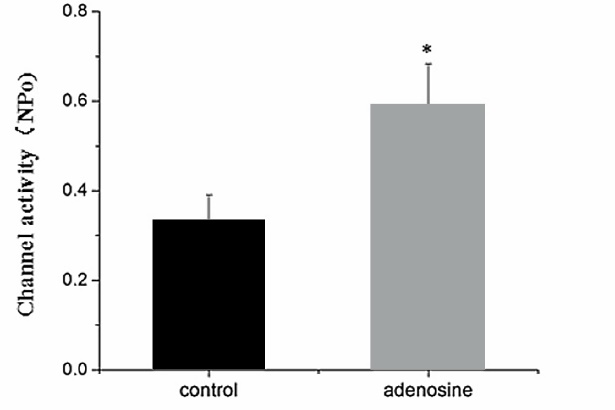 0.8
0.6
0.4
0.2
0.0
Channel activity（NPo)
*
control
adenosine